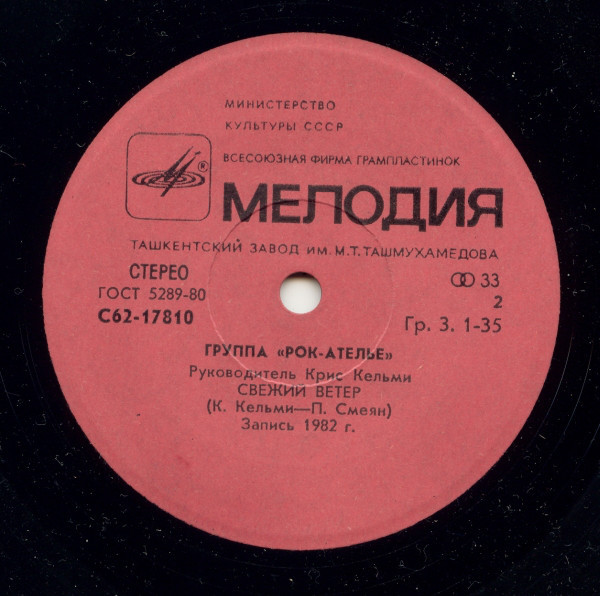 МИНИСТЕРСТВО
КУЛЬТУРЫ СССР
ВСЕСОЮЗНАЯ ФИРМА ГРАМПЛАСТИНОК
®
МЕЛОДИЯ
ТАШКЕНТСКИЙ ЗАВОД ИМ. М.Т. ТАШМУХАМЕДОВА
СТЕРЕО
ГОСТ 5289-80
С62-17810
33
2
Гр. 3. 1-35
ГРУППА «РОК-АТЕЛЬЕ»
Руководитель Крис Кельми
СВЕЖИЙ ВЕТЕР
(К. Кельми—П. Смеян)
Запись 1982 г.